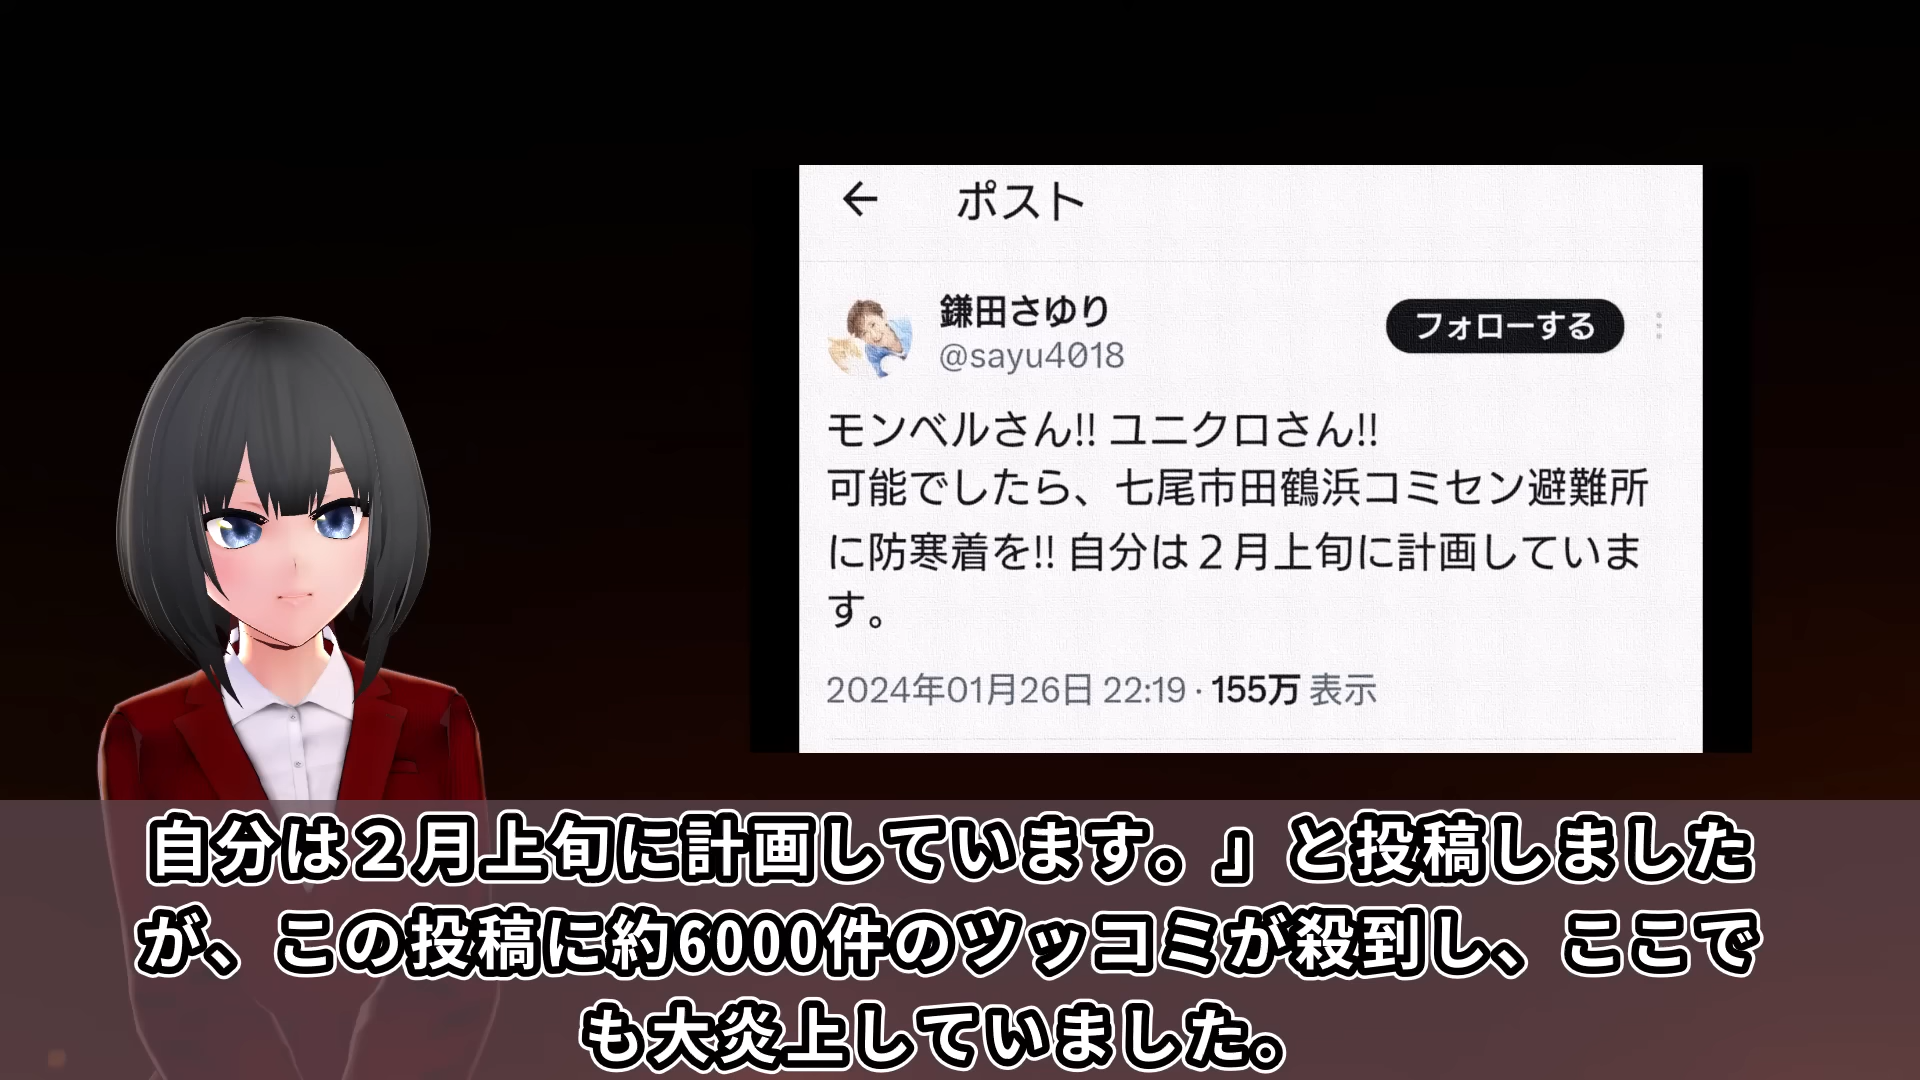 ポスト
鎌田さゆり
@sayu4018
フォローする
モンベルさん!! ユニクロさん!!
可能でしたら、七尾市田鶴浜コミセン避難所
に防寒着を!! 自分は２月上旬に計画していま
す。
2024年01月26日 22:19 · 155万 表示
自分は２月上旬に計画しています。』と投稿しました
が、この投稿に約6000件のツッコミが殺到し、ここで
も大炎上していました。